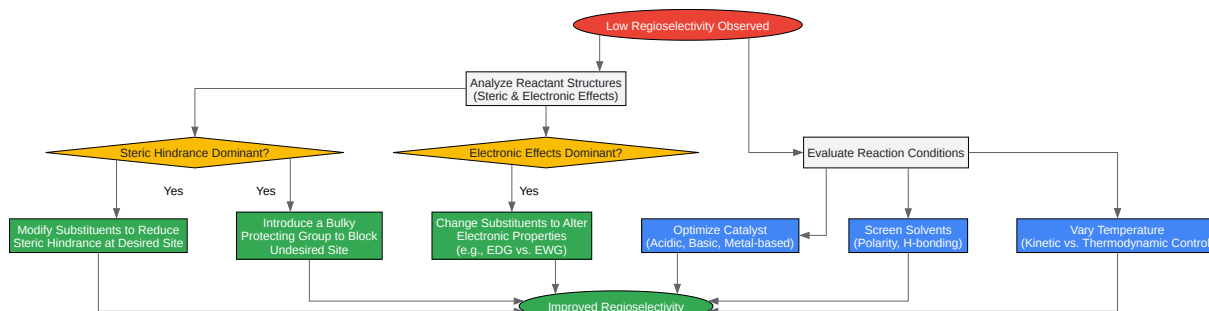 Low Regioselectivity Observed
Analyze Reactant Structures
(Steric & Electronic Effects)
Steric Hindrance Dominant?
Electronic Effects Dominant?
Evaluate Reaction Conditions
Yes
Yes
Yes
Modify Substituents to Reduce
Steric Hindrance at Desired Site
Introduce a Bulky
Protecting Group to Block
Undesired Site
Change Substituents to Alter
Electronic Properties
(e.g., EDG vs. EWG)
Optimize Catalyst
(Acidic, Basic, Metal-based)
Screen Solvents
(Polarity, H-bonding)
Vary Temperature
(Kinetic vs. Thermodynamic Control
Improved Regioselectivity